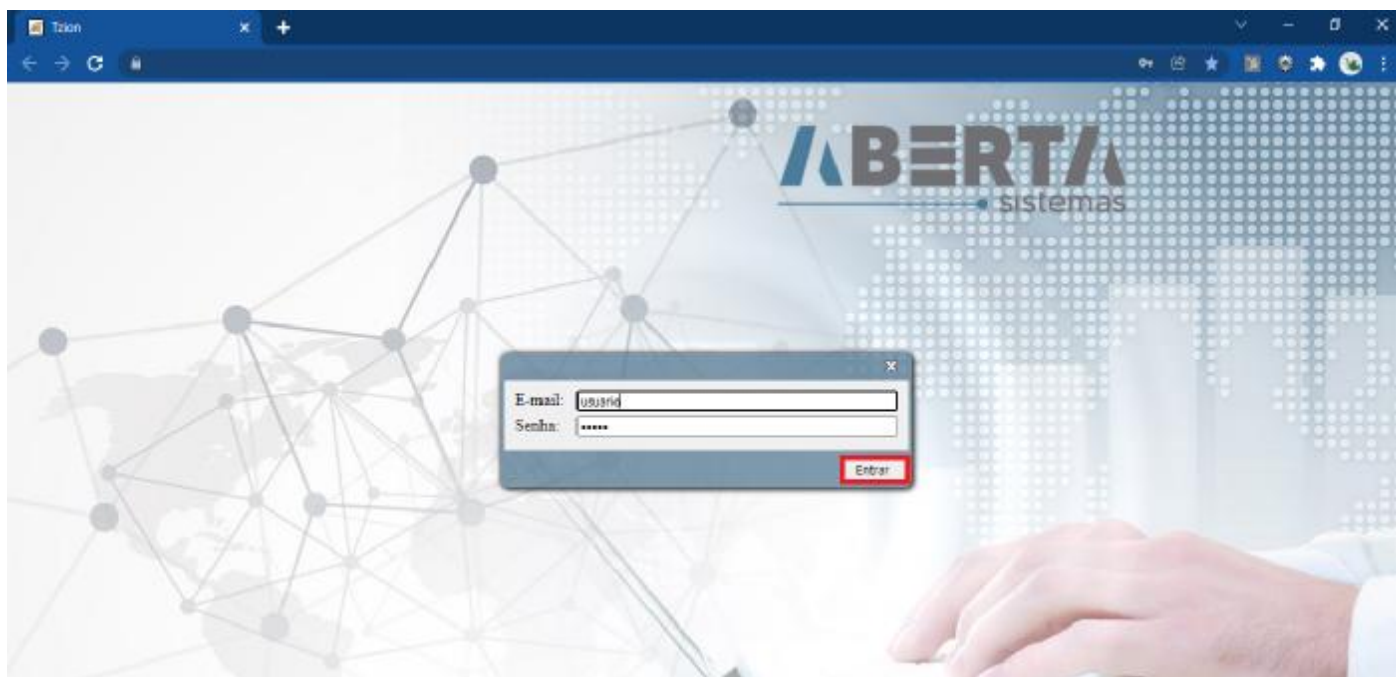 Tzion
ABERTA
sistemas
E-mail: usuario
Senha: •••••
Entrar